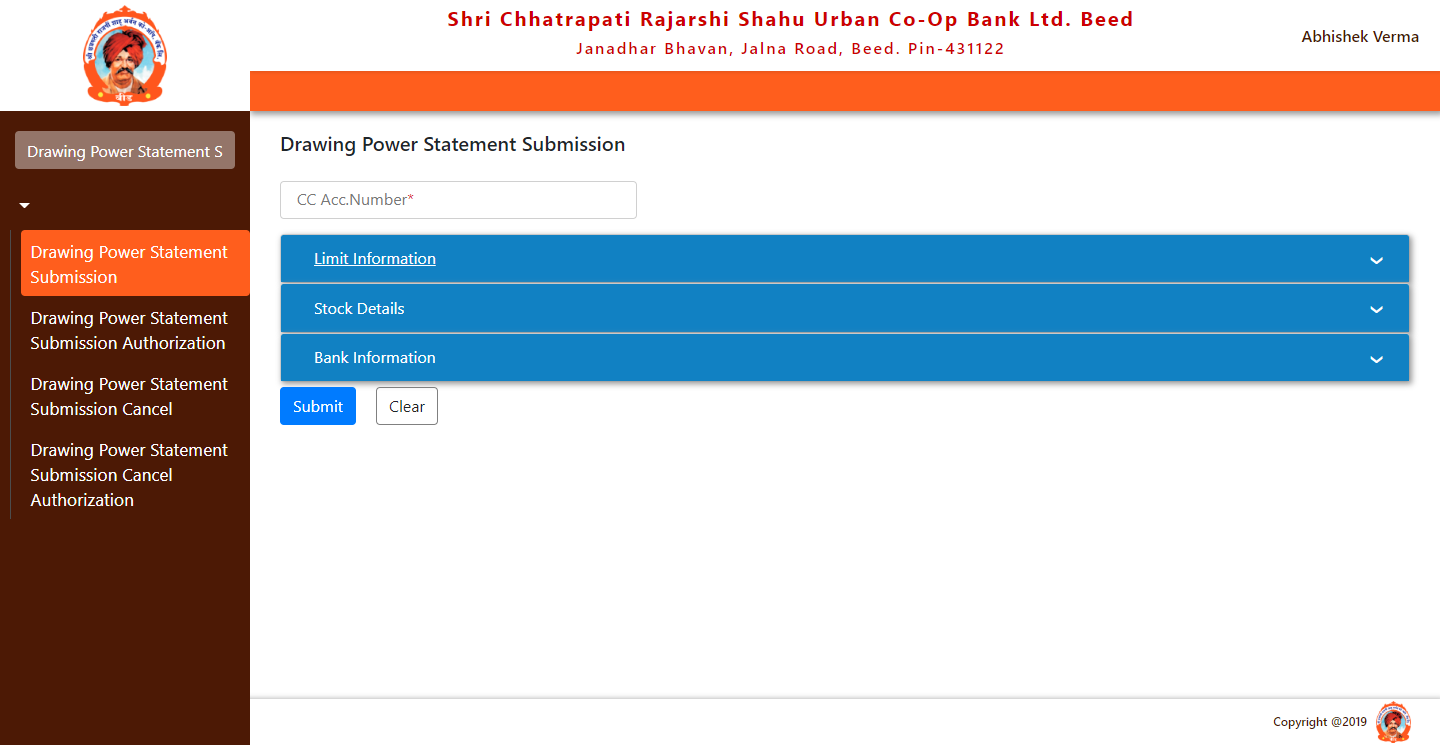 Shri Chhatrapati Rajarshi Shahu Urban Co-Op Bank Ltd. Beed
Janadhar Bhavan, Jalna Road, Beed. Pin-431122
Abhishek Verma
बीड
Drawing Power Statement S
Drawing Power Statement
Submission
Drawing Power Statement
Submission Authorization
Drawing Power Statement
Submission Cancel
Drawing Power Statement
Submission Cancel
Authorization
Drawing Power Statement Submission
CC Acc.Number*
Limit Information
Stock Details
Bank Information
Submit
Clear
Copyright @2019